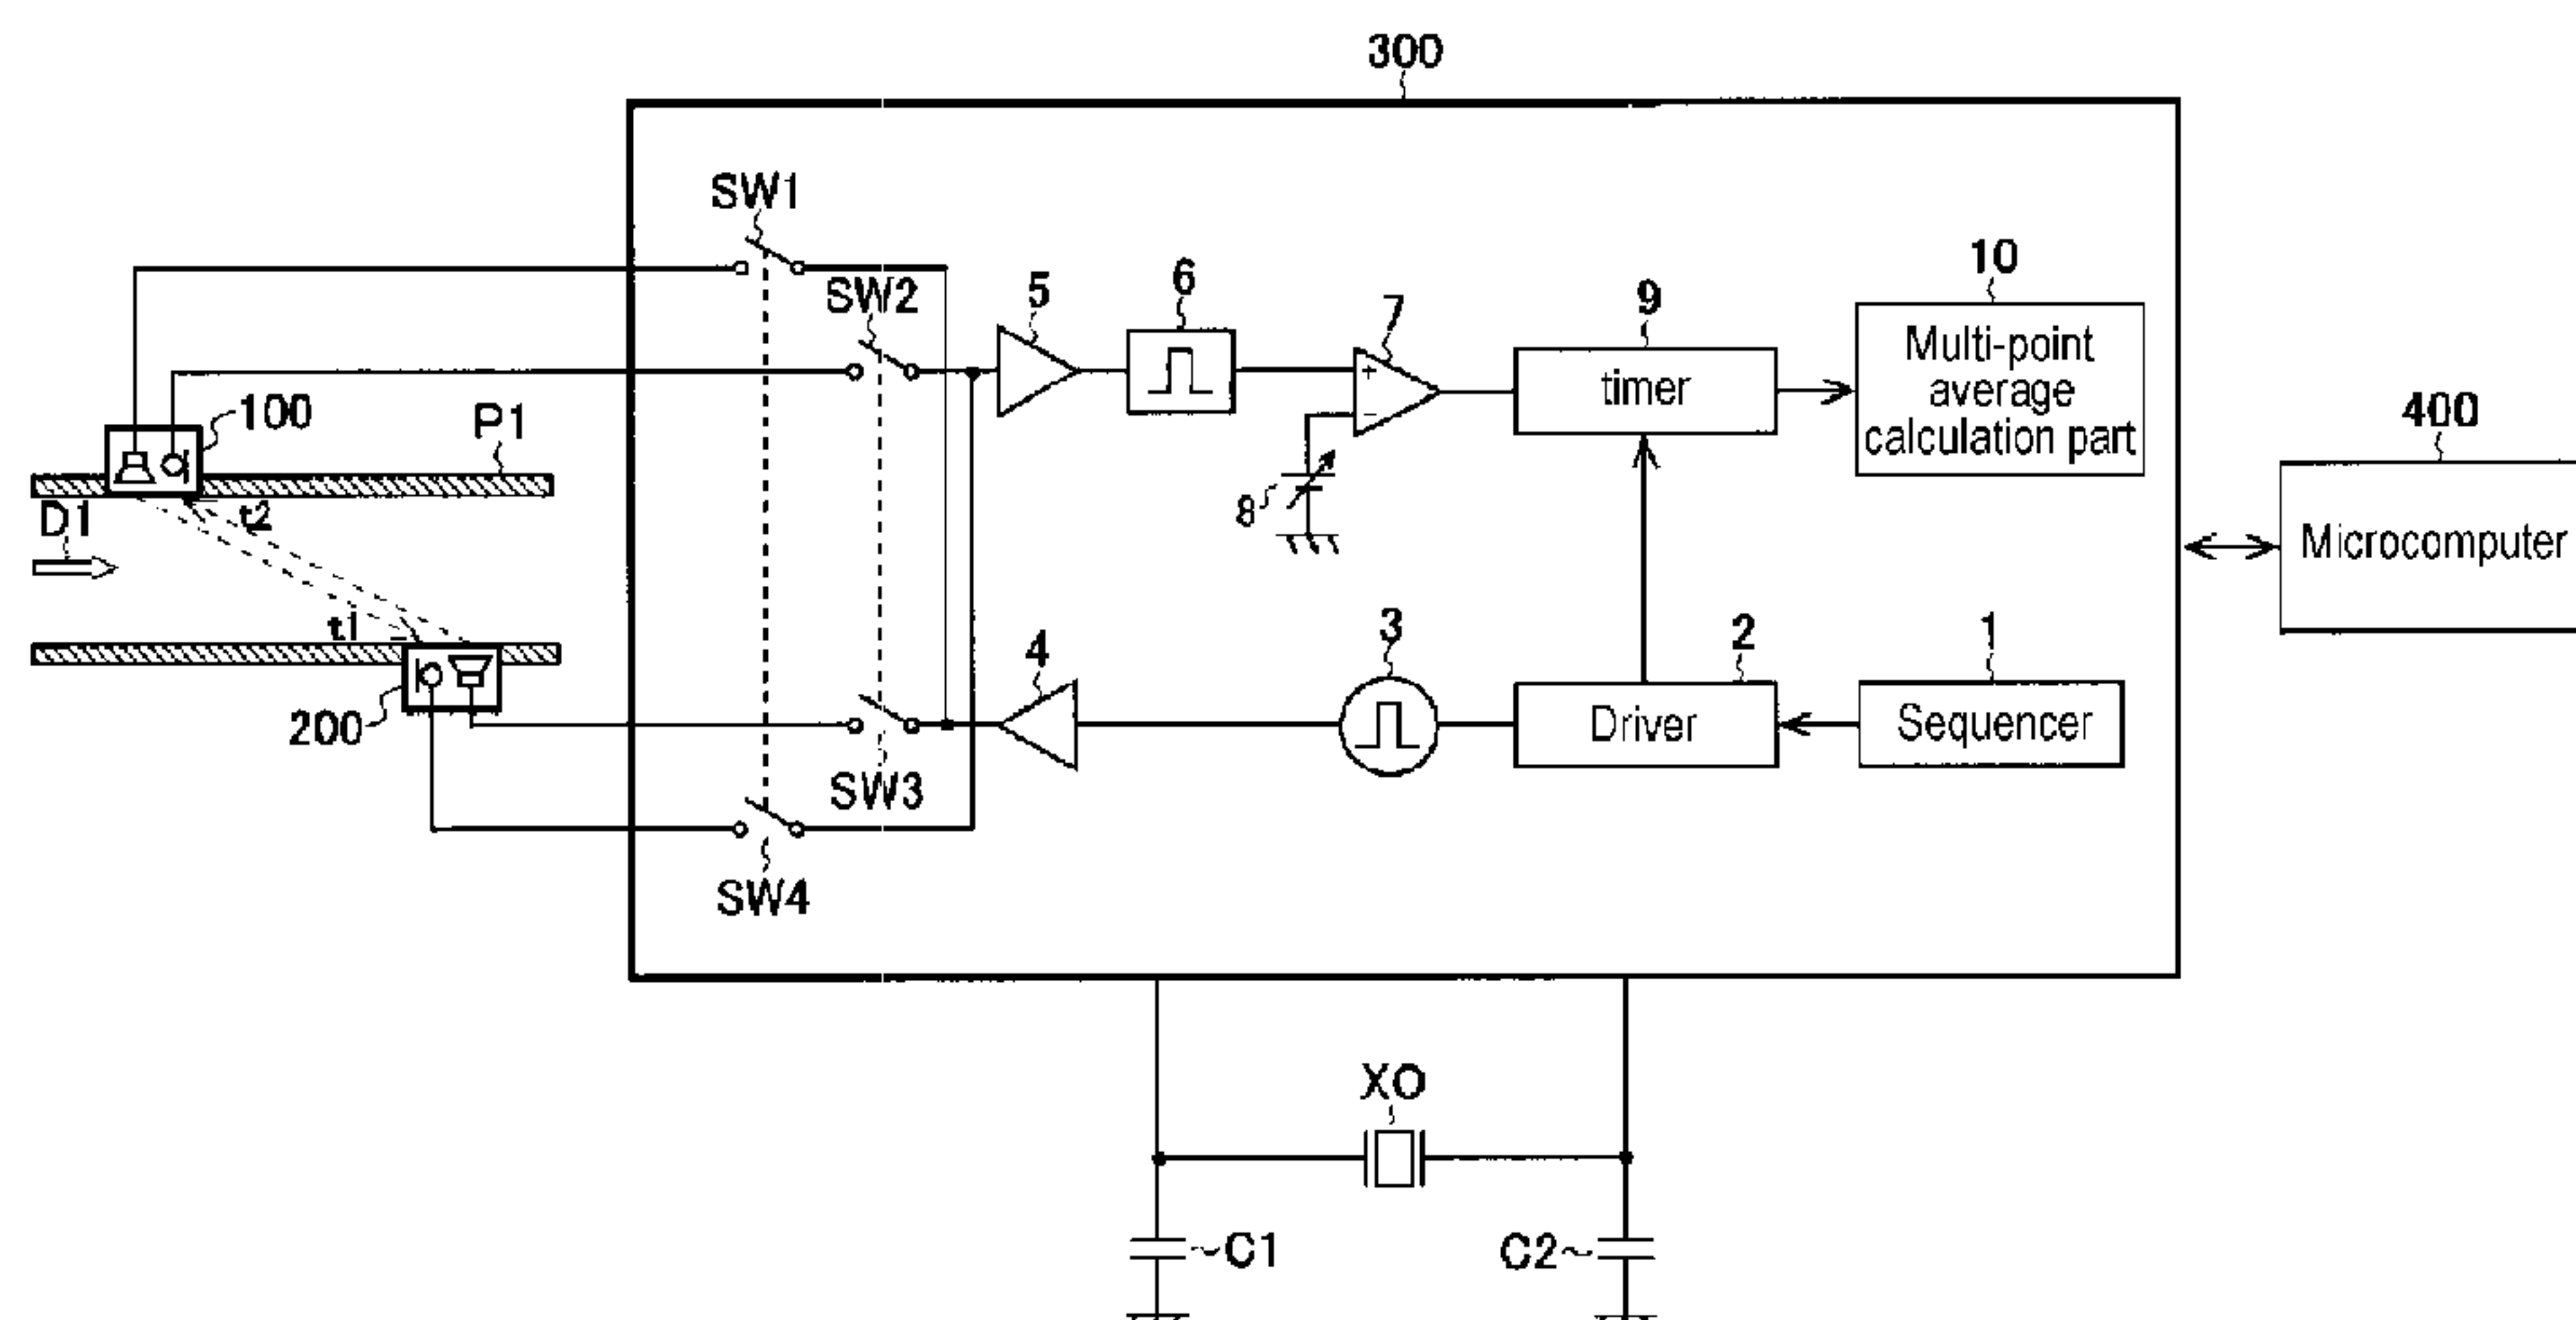 300
SW1
SW2
5
6
7
9
10
Multi-point
average
calculation part
timer
400
Microcomputer
100
P1
D1
t2
8
t1
200
4
3
2
1
Driver
Sequencer
SW3
SW4
XO
C1
C2